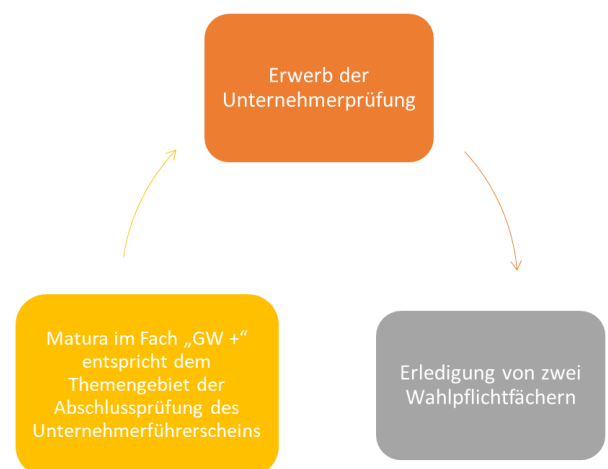 Erwerb der
Unternehmerprüfung
Matura im Fach „GW +“
entspricht dem
Themengebiet der
Abschlussprüfung des
Unternehmerführerscheins
Erledigung von zwei
Wahlpflichtfächern